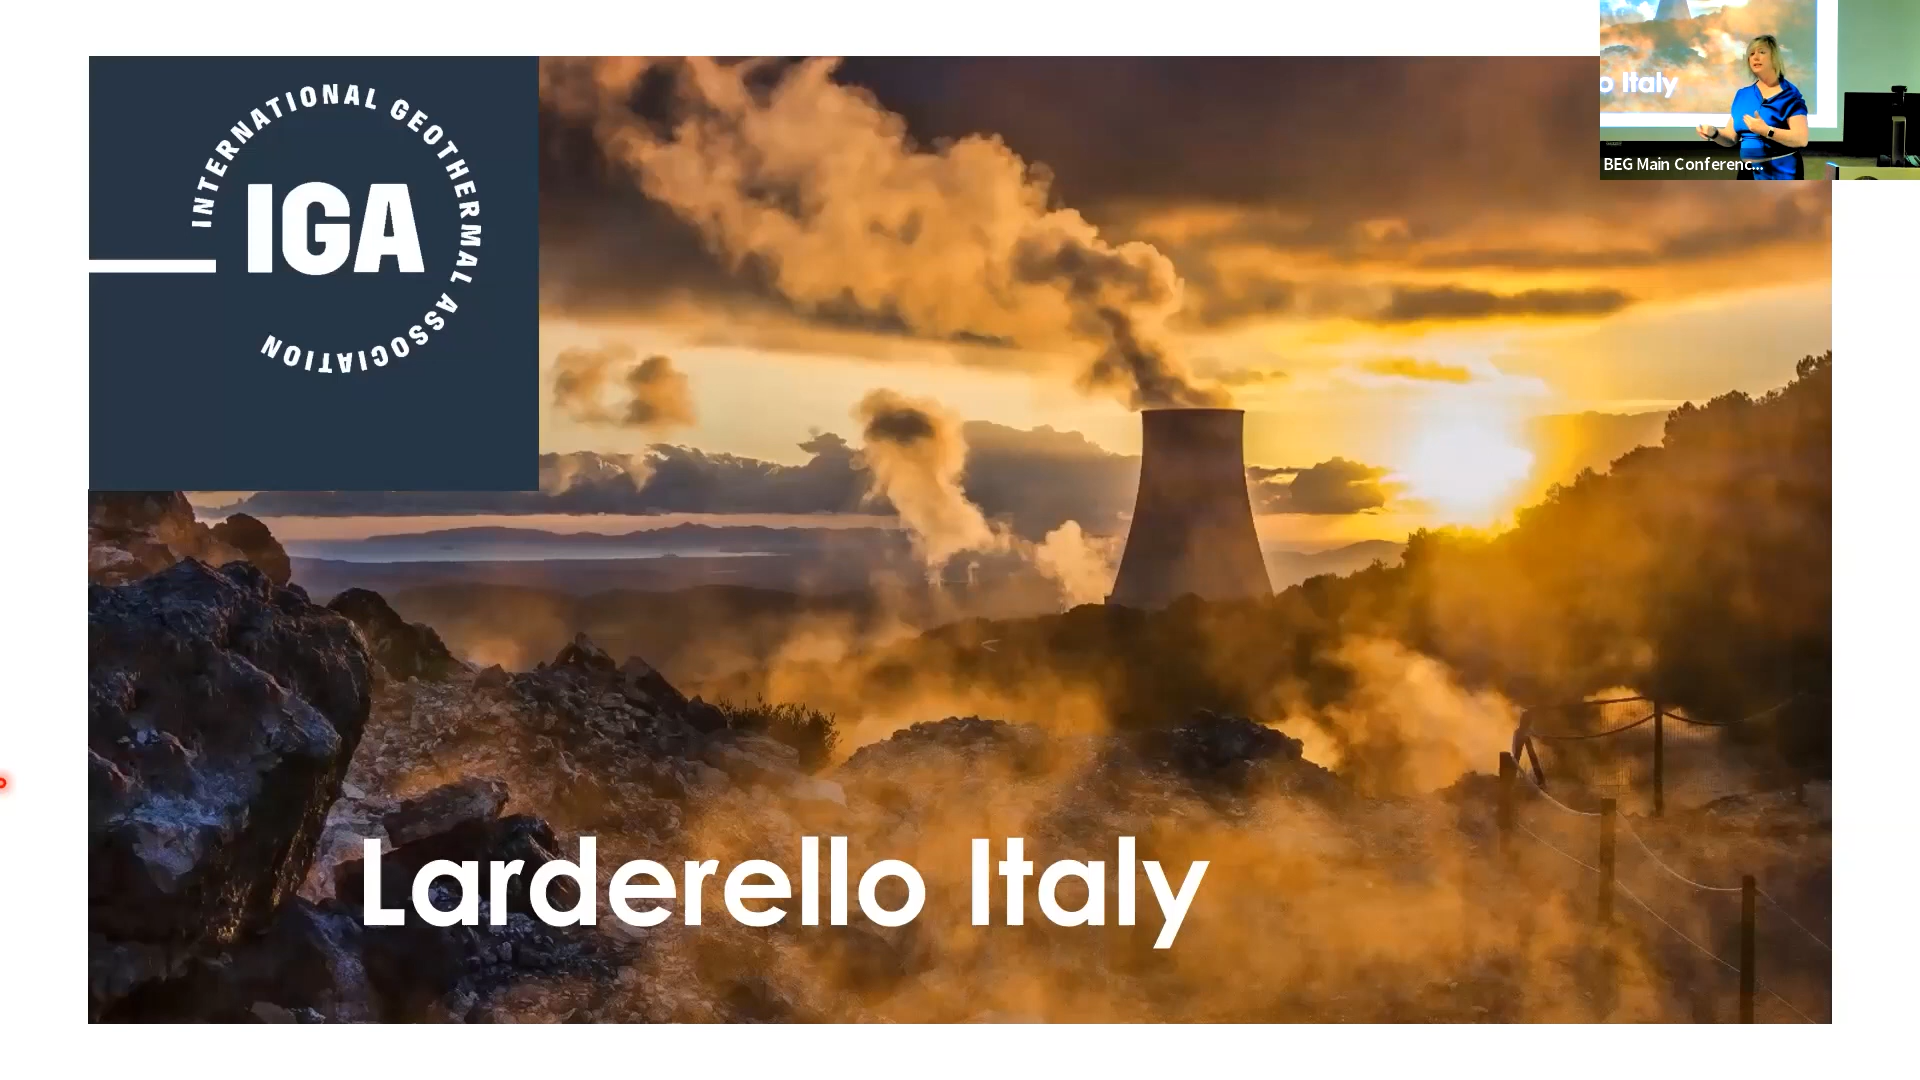 INTERNATIONAL GEOTHERMAL ASSOCIATION
IGA
o Italy
BEG Main Conferenc...
Larderello Italy